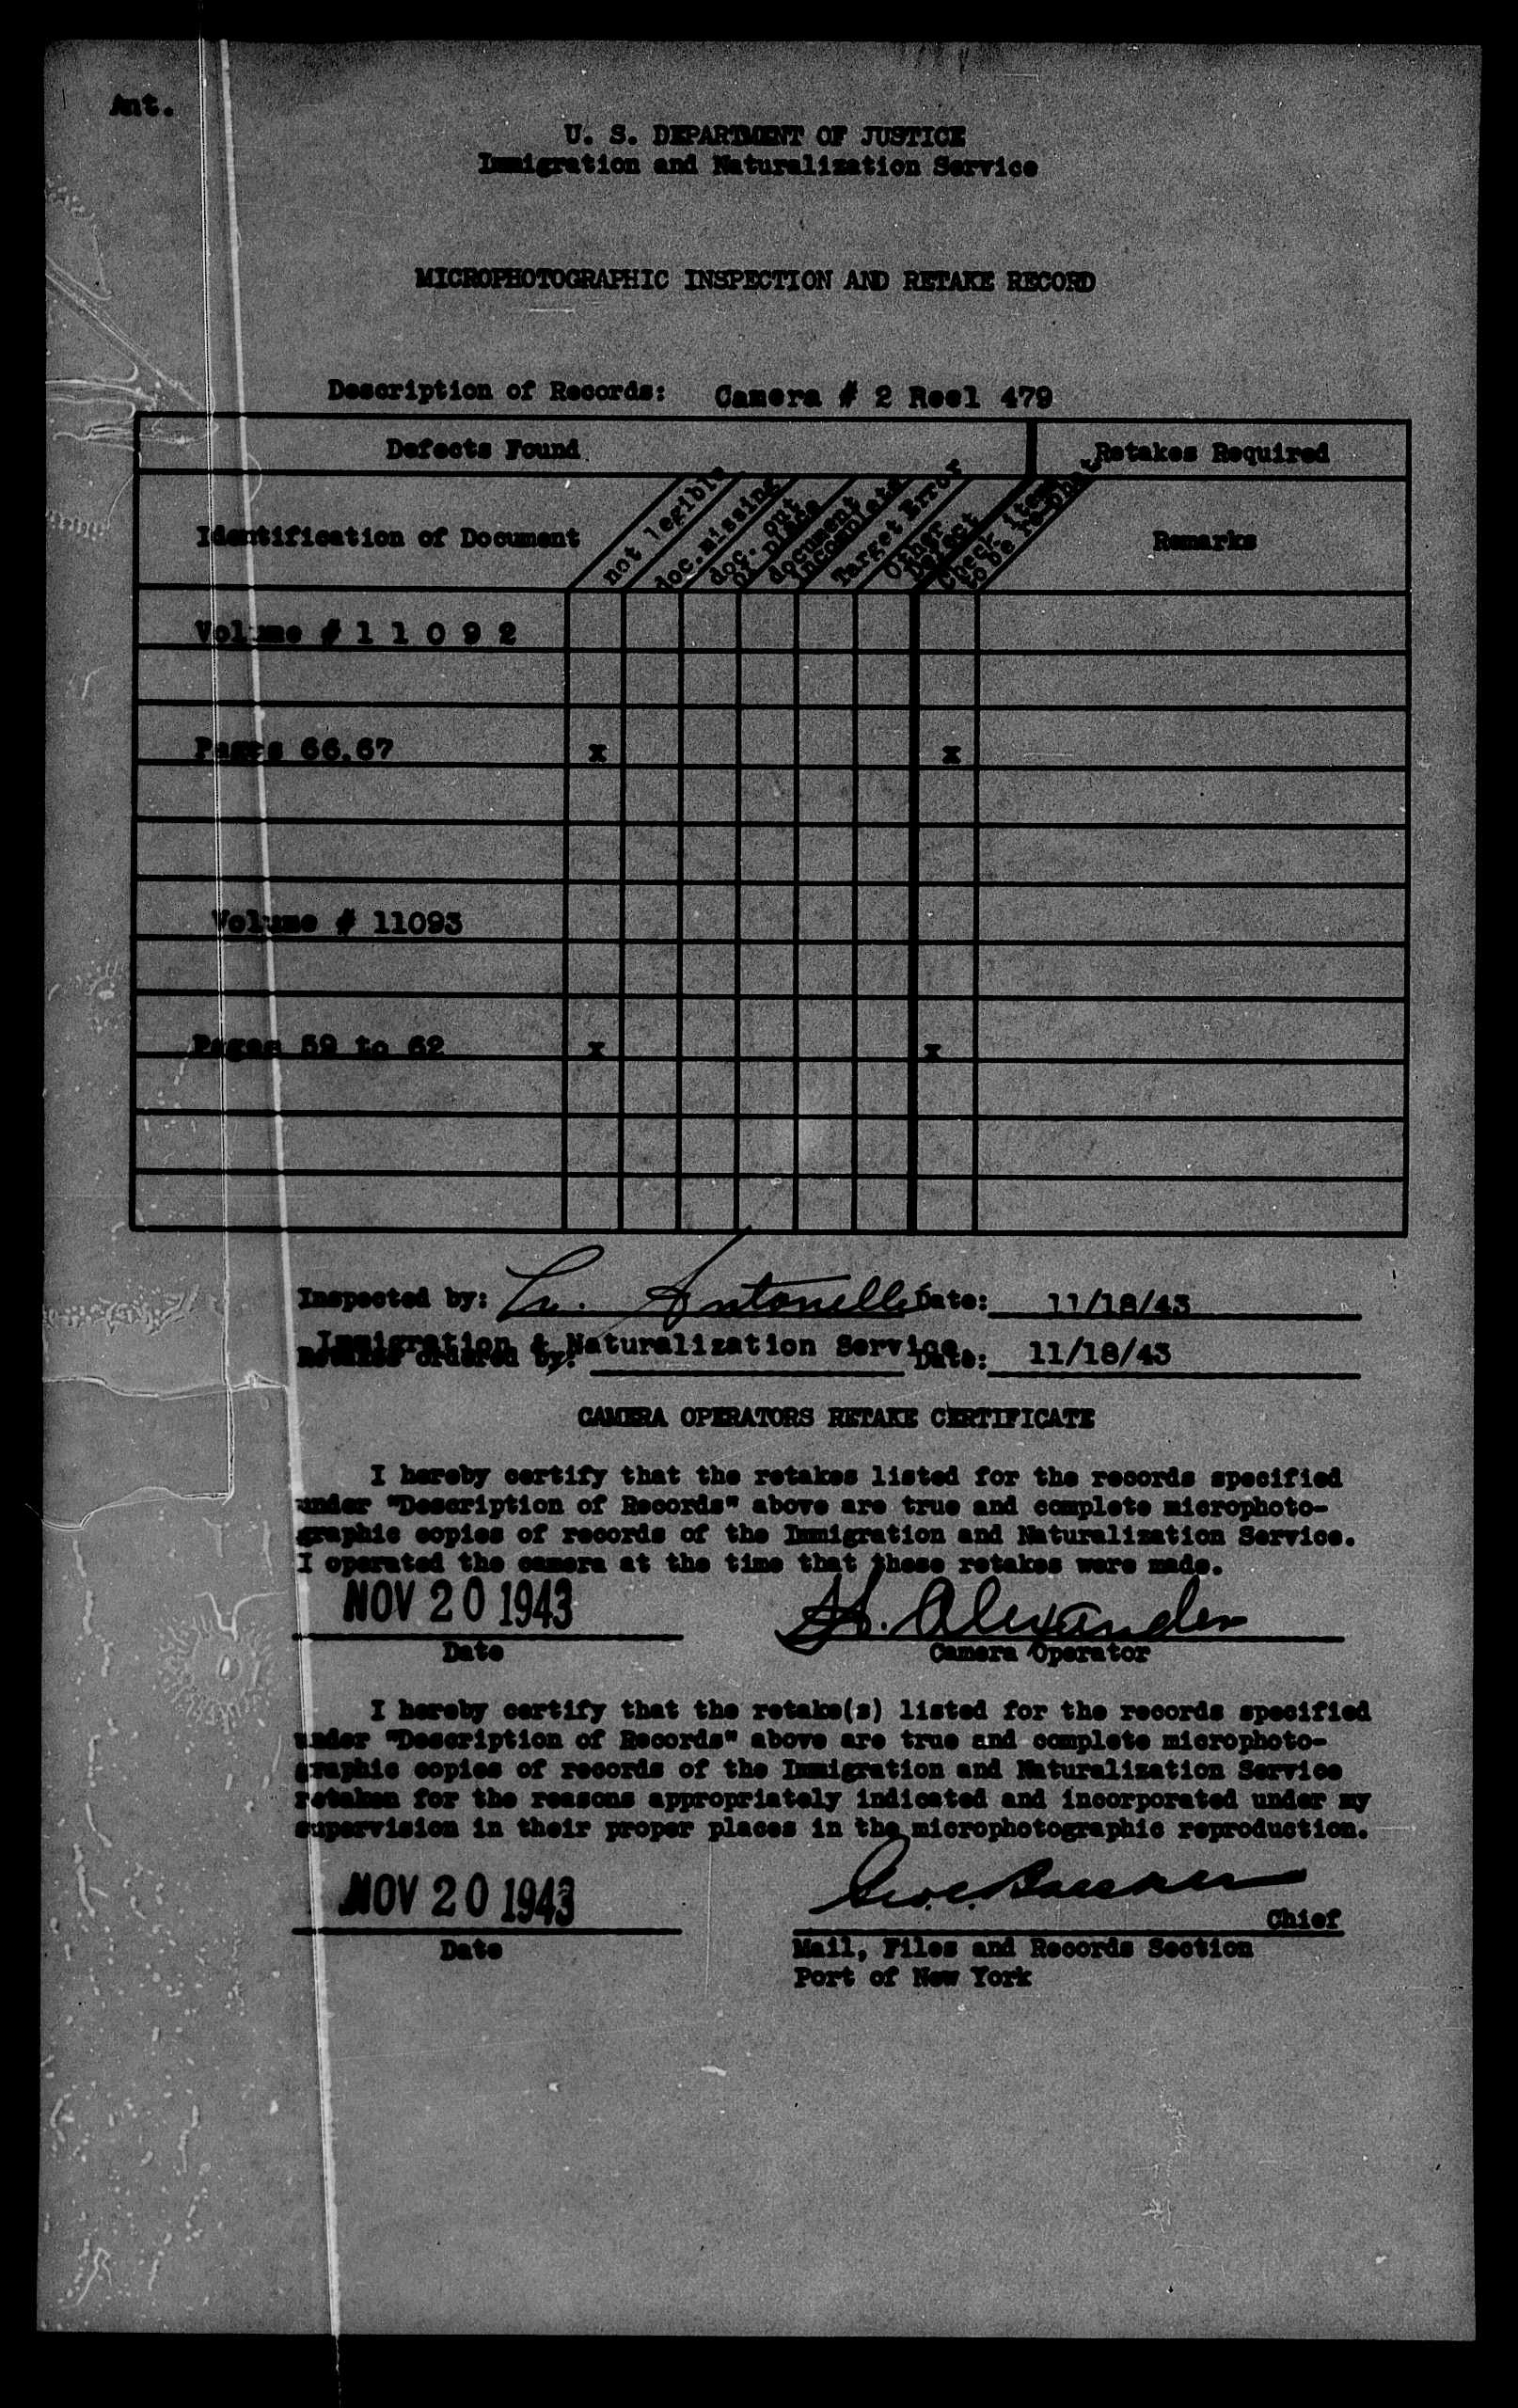 Ant.
U. S. DEPARTMENT OF JUSTICE
Immigration and Naturalization Service
MICROPHOTOGRAPHIC INSPECTION AND RETAKE RECORD
Description of Records: Camera # 2 Reel 479
Defects Found Retakes Required
Identification of Document
not legible
doc. missing
doc. out
of place
document
incomplete
Target Error
Other
Defect
Check item
to be
Remarks
Volume # 1 1 0 9 2
Pages 66,67 x x
Volume # 11093
Pages 59 to 62 x x
Inspected by: Antonelli Date: 11/18/43
Immigration & Naturalization Service
Retakes ordered by: Date: 11/18/43
CAMERA OPERATORS RETAKE CERTIFICATE
I hereby certify that the retakes listed for the records specified
under "Description of Records" above are true and complete microphoto-
graphic copies of records of the Immigration and Naturalization Service.
I operated the camera at the time that these retakes were made.
NOV 20 1943 H. Alexander
Date Camera Operator
I hereby certify that the retake(s) listed for the records specified
under "Description of Records" above are true and complete microphoto-
graphic copies of records of the Immigration and Naturalization Service
retaken for the reasons appropriately indicated and incorporated under my
supervision in their proper places in the microphotographic reproduction.
NOV 20 1943
Chief
Date Mail, Files and Records Section
Port of New York